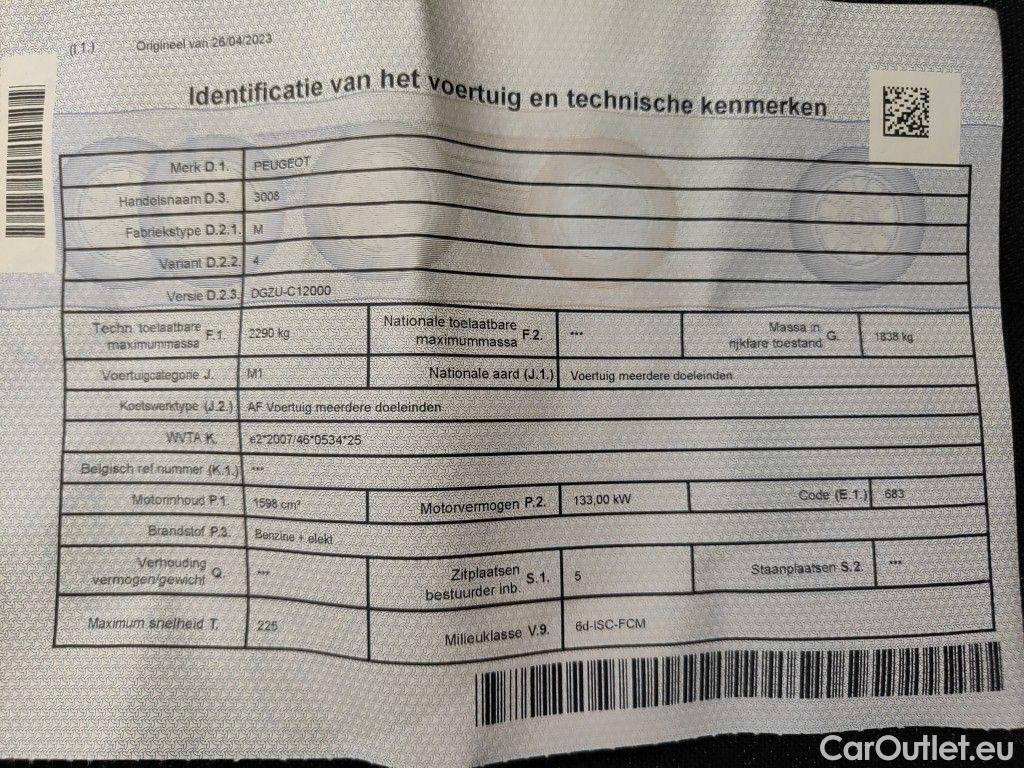 (I.1.) Origineel van 26/04/2023
Identificatie van het voertuig en technische kenmerken
Merk D.1. PEUGEOT
Handelsnaam D.3. 3008
Fabriekstype D.2.1. M
Variant D.2.2. 4
Versie D.2.3. DGZU-C12000
Techn. toelaatbare maximummassa F.1. 2290 kg Nationale toelaatbare maximummassa F.2. *** Massa in rijklare toestand G. 1838 kg
Voertuigcategorie J. M1 Nationale aard (J.1.) Voertuig meerdere doeleinden
Koetswerktype (J.2.) AF Voertuig meerdere doeleinden
WVTA K. e2*2007/46*0534*25
Belgisch ref.nummer (K.1.) ***
Motorinhoud P.1. 1598 cm³ Motorvermogen P.2. 133,00 kW Code (E.1.) 683
Brandstof P.3. Benzine + elekt
Verhouding vermogen/gewicht Q. *** Zitplaatsen bestuurder inb. S.1. 5 Staanplaatsen S.2. ***
Maximum snelheid T. 225 Milieuklasse V.9. 6d-ISC-FCM
CarOutlet.eu